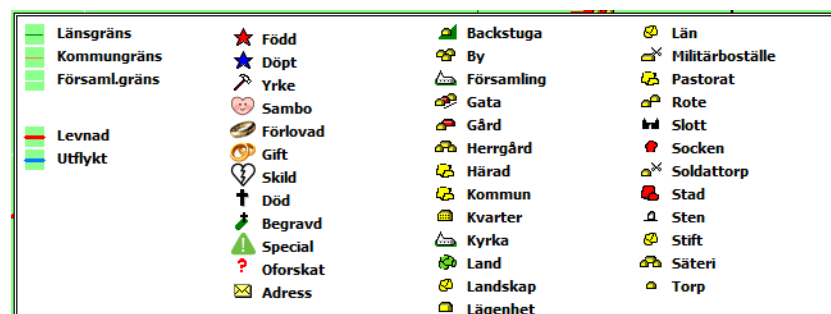 Länsgräns
Kommungräns
Församl.gräns
Levnad
Utflykt
Född
Döpt
Yrke
Sambo
Förlovad
Gift
Skild
Död
Begravd
Special
Oforskat
Adress
Backstuga
By
Församling
Gata
Gård
Herrgård
Härad
Kommun
Kvarter
Kyrka
Land
Landskap
Lägenhet
Län
Militärboställe
Pastorat
Rote
Slott
Socken
Soldattorp
Stad
Sten
Stift
Säteri
Torp